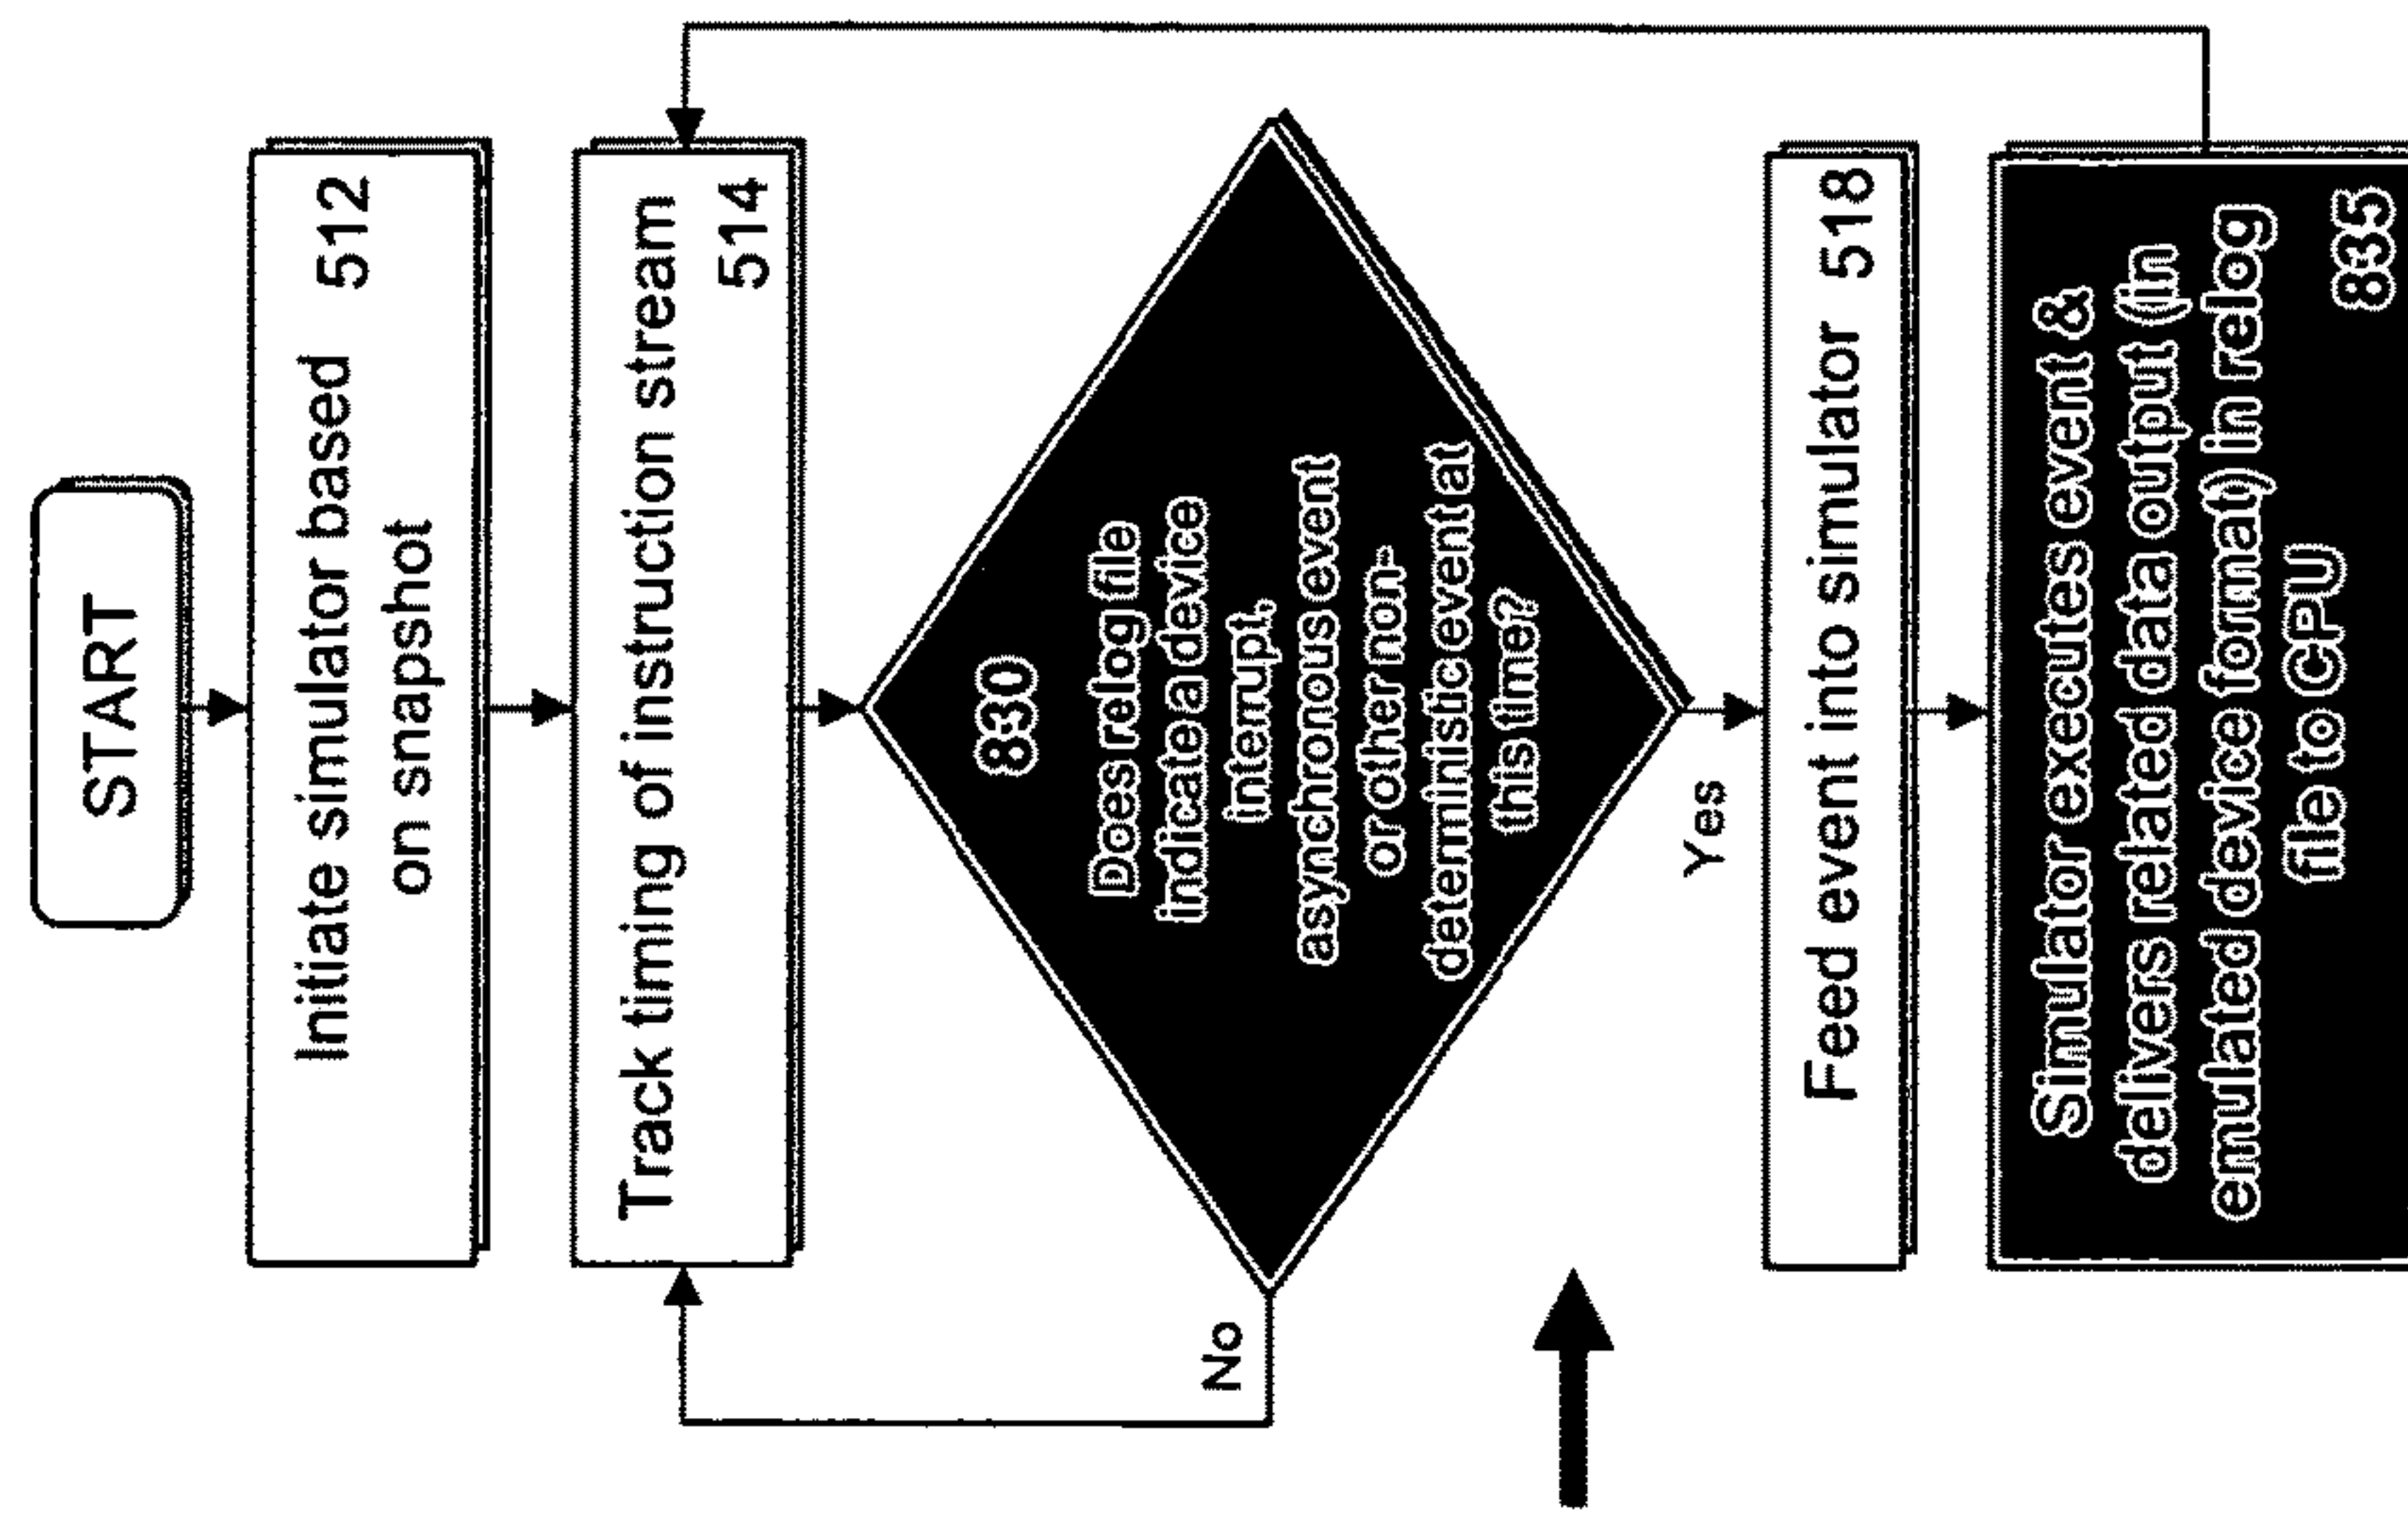 START
Initiate simulator based 512
on snapshot
Track timing of instruction stream
514
830
Does relog file
indicate a device
interrupt,
asynchronous event
or other non-
deterministic event at
this time?
No
Yes
Feed event into simulator 518
Simulator executes event &
delivers related data output (in
emulated device format) in relog
file to CPU
835